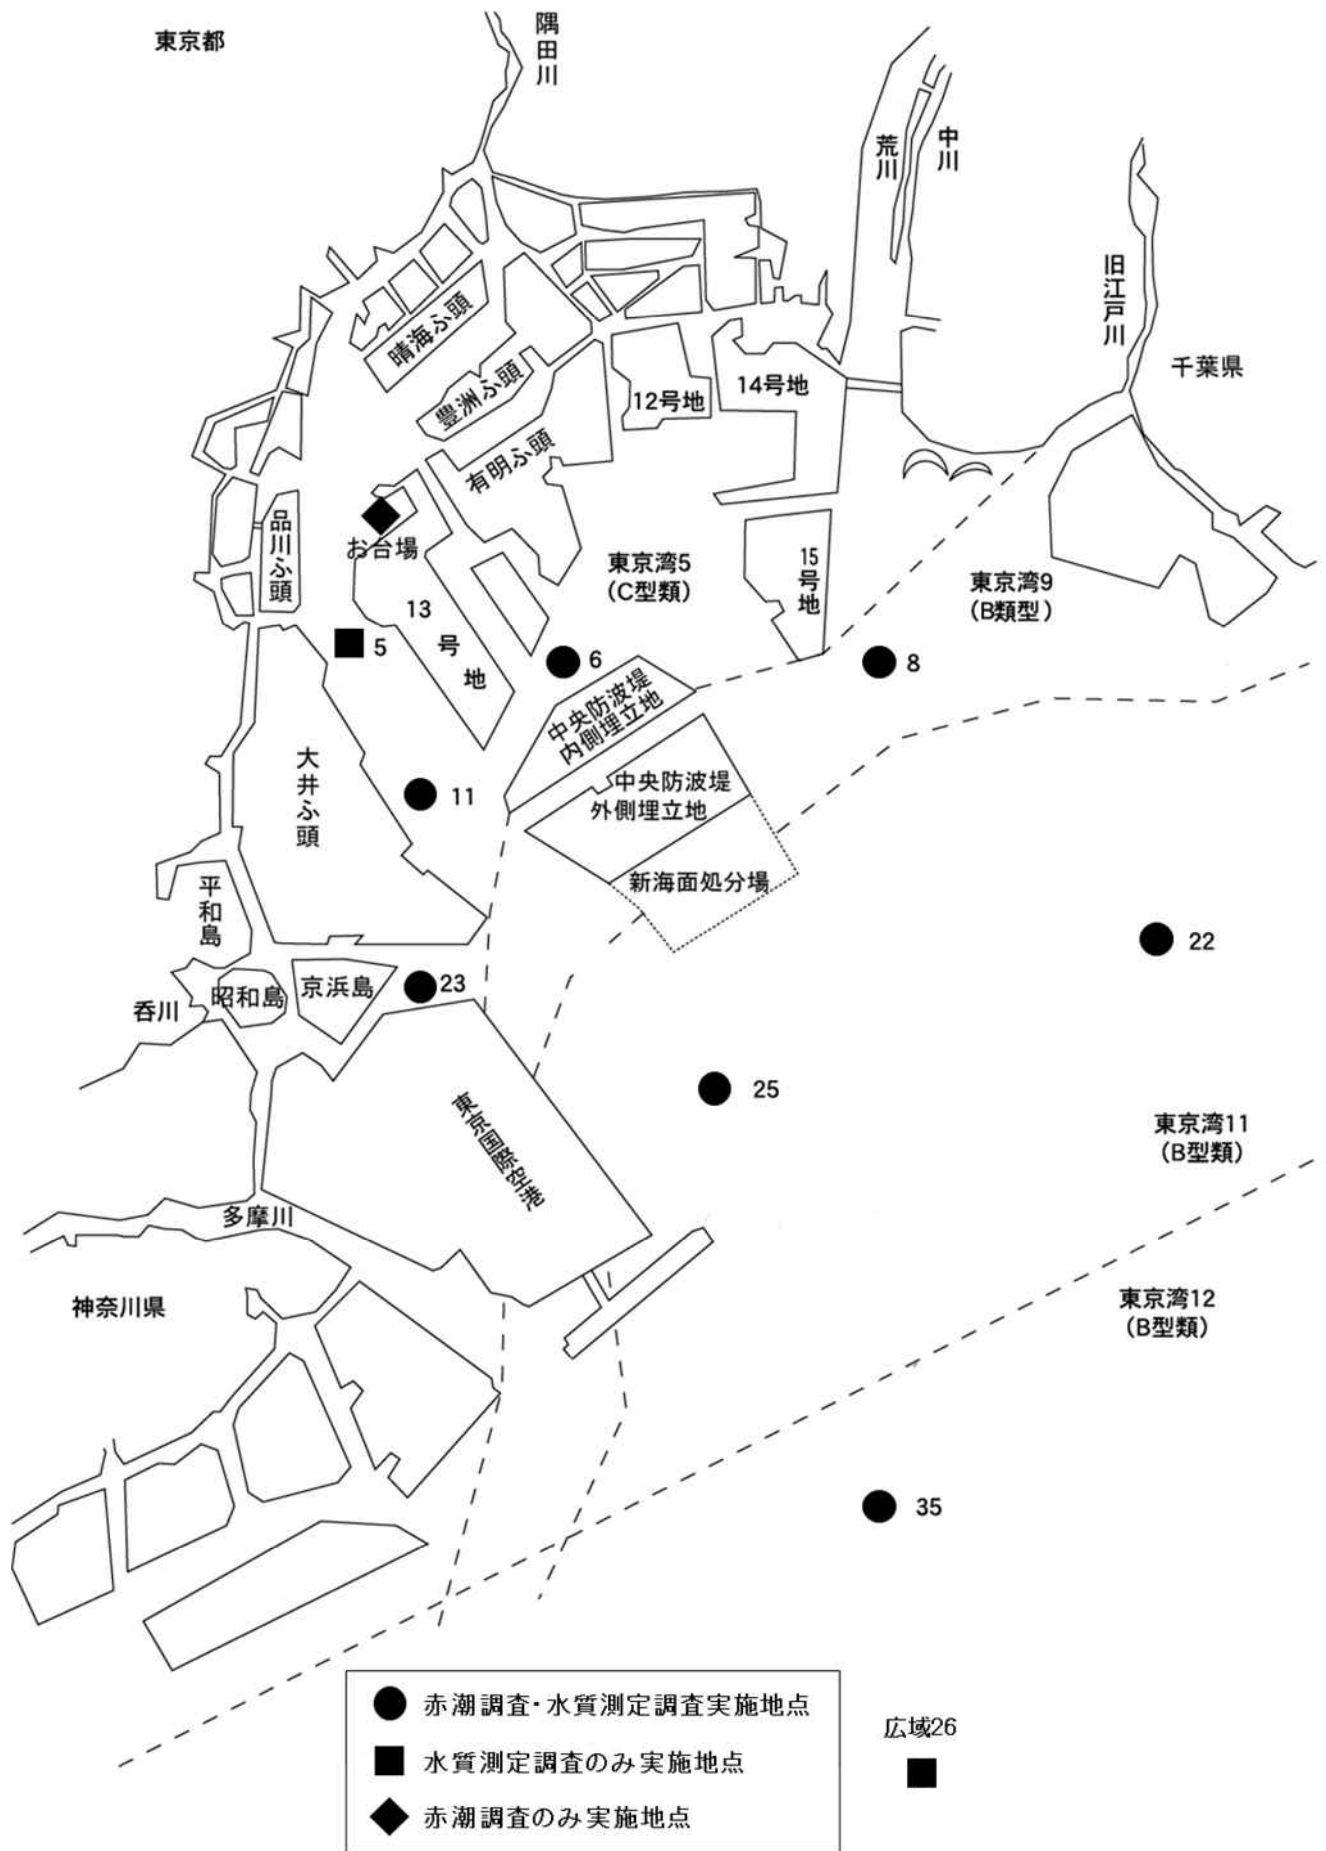 東京都
隅田川
荒川
中川
旧江戸川
千葉県
晴海ふ頭
豊洲ふ頭
有明ふ頭
12号地
14号地
品川ふ頭
お台場
13号地
東京湾5
(C型類)
15号地
東京湾9
(B類型)
5
6
8
中央防波堤
内側埋立地
大井ふ頭
11
中央防波堤
外側埋立地
新海面処分場
平和島
22
昭和島
京浜島
23
呑川
25
東京国際空港
東京湾11
(B型類)
多摩川
神奈川県
東京湾12
(B型類)
35
赤潮調査・水質測定調査実施地点
水質測定調査のみ実施地点
赤潮調査のみ実施地点
広域26